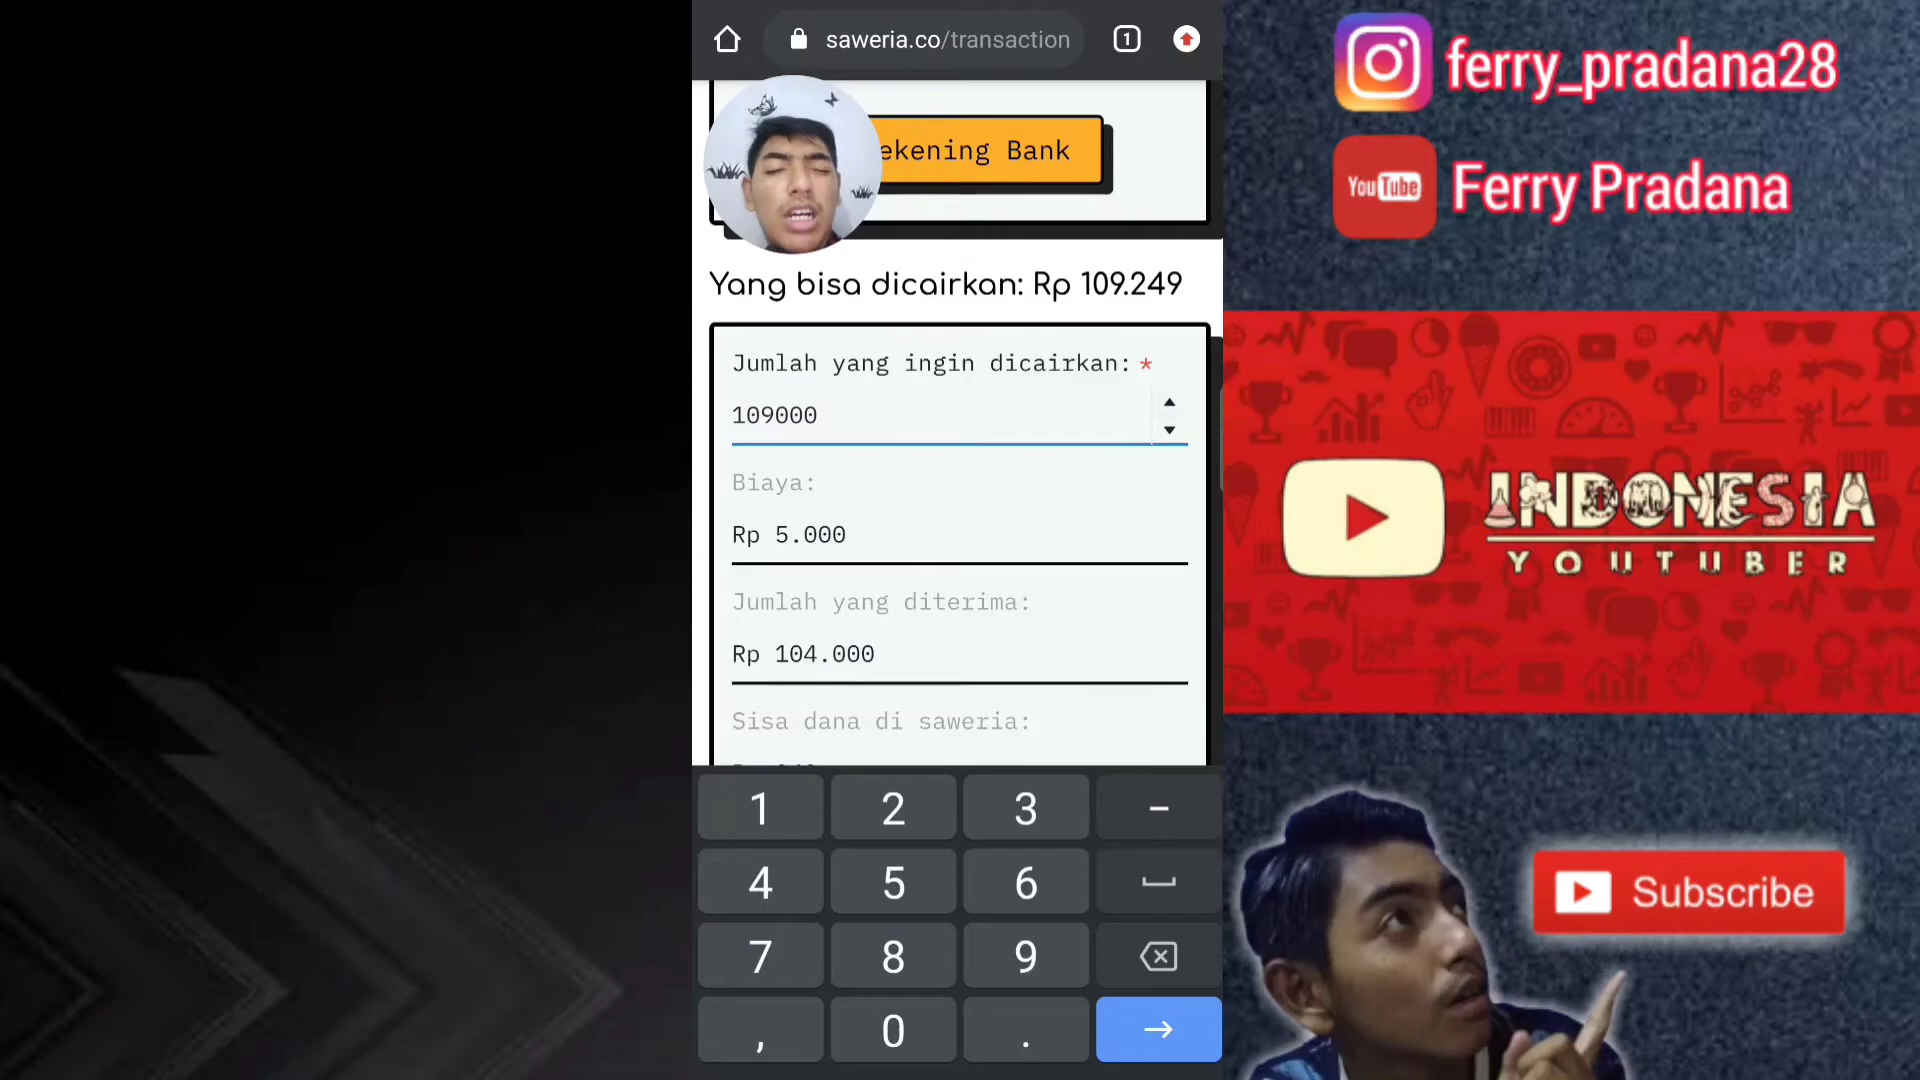 saweria.co/transaction
1
ekening Bank
Yang bisa dicairkan: Rp 109.249
Jumlah yang ingin dicairkan: *
109000
Biaya:
Rp 5.000
Jumlah yang diterima:
Rp 104.000
Sisa dana di saweria:
1 2 3 -
4 5 6
7 8 9
, 0 .
ferry_pradana28
YouTube
Ferry Pradana
INDONESIA
YOUTUBER
Subscribe